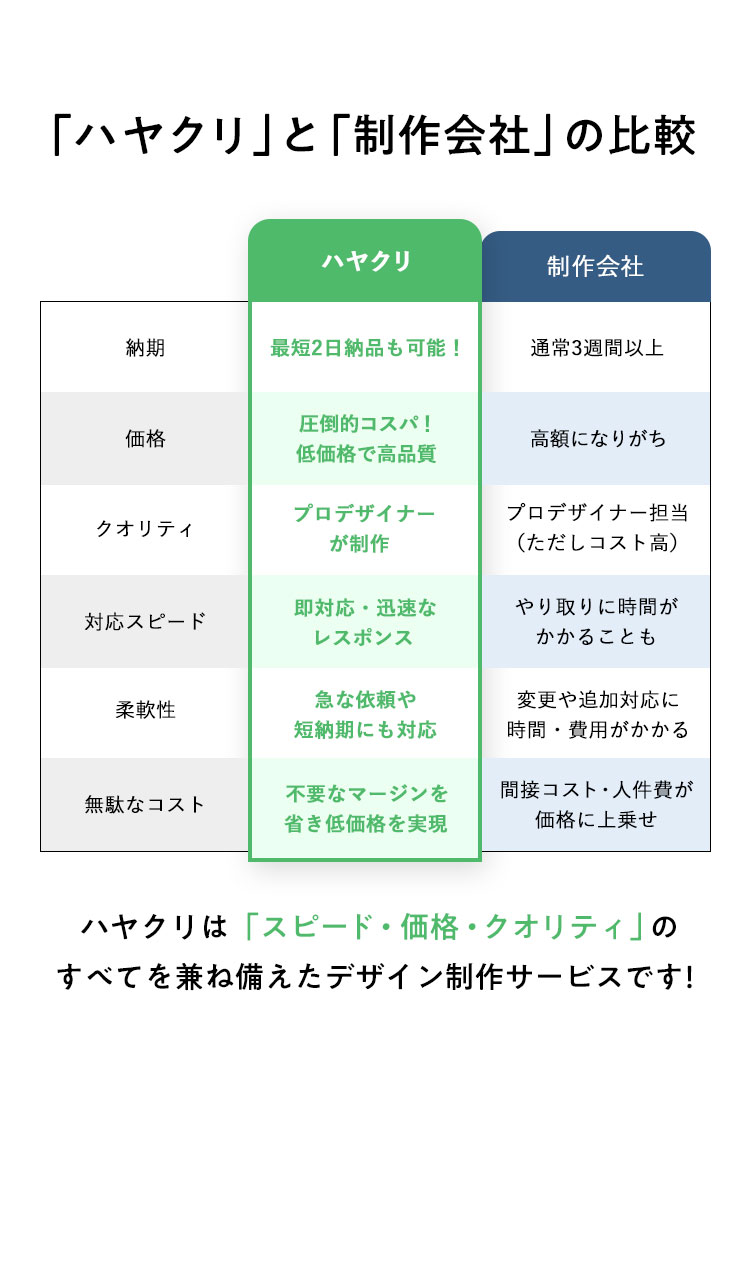 「ハヤクリ」と「制作会社」の比較
ハヤクリ
制作会社
納期
最短2日納品も可能！
通常3週間以上
価格
圧倒的コスパ！
低価格で高品質
高額になりがち
クオリティ
プロデザイナー
が制作
プロデザイナー担当
（ただしコスト高）
対応スピード
即対応・迅速な
レスポンス
やり取りに時間が
かかることも
柔軟性
急な依頼や
短納期にも対応
変更や追加対応に
時間・費用がかかる
無駄なコスト
不要なマージンを
省き低価格を実現
間接コスト・人件費が
価格に上乗せ
ハヤクリは「スピード・価格・クオリティ」の
すべてを兼ね備えたデザイン制作サービスです!